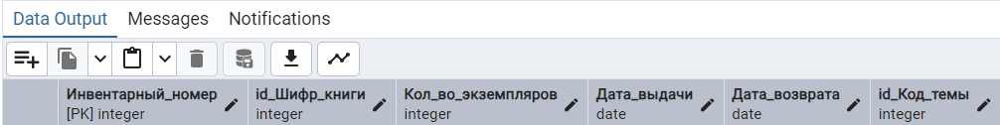 Data Output Messages Notifications
Инвентарный_номер id_Шифр_книги Кол_во_экземпляров Дата_выдачи Дата_возврата id_Код_темы
[PK] integer integer integer date date integer